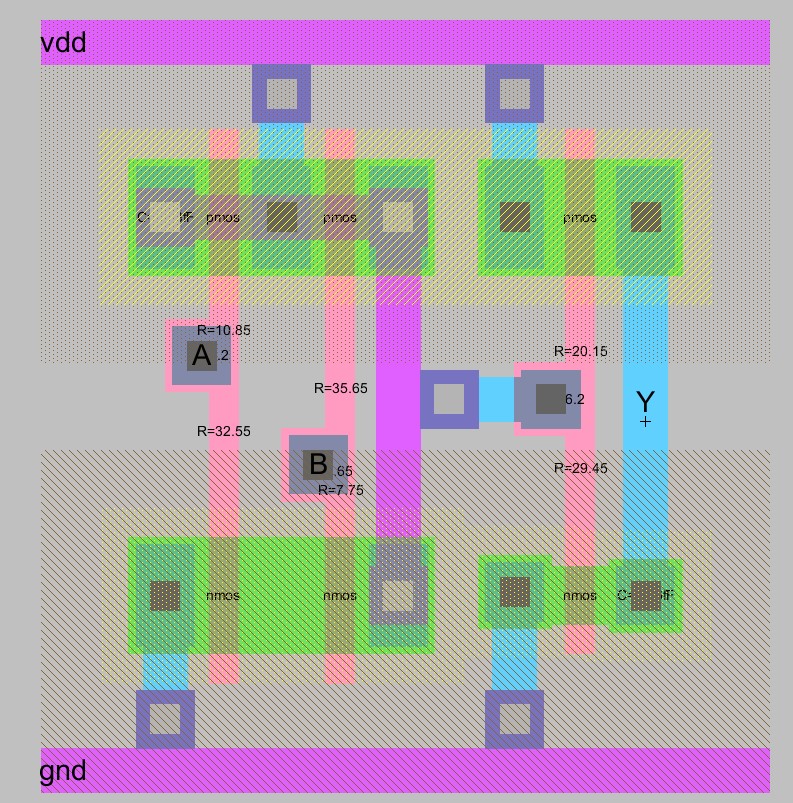 vdd
pmos
pmos
pmos
R=10.85
A
.2
R=20.15
R=35.65
6.2
Y
R=32.55
B
.65
R=29.45
R=7.75
nmos
nmos
nmos
gnd